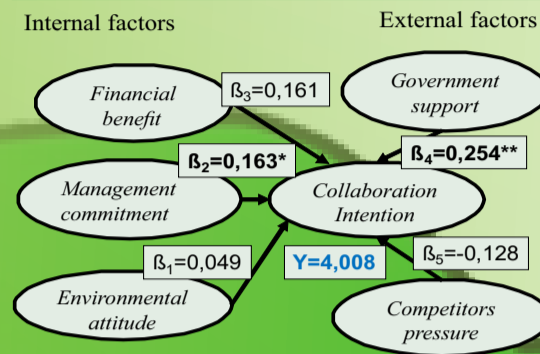 Internal factors
External factors
Financial
benefit
ß3=0,161
Government
support
ß2=0,163*
ß4=0,254**
Management
commitment
Collaboration
Intention
ß1=0,049
Y=4,008
ß5=-0,128
Environmental
attitude
Competitors
pressure